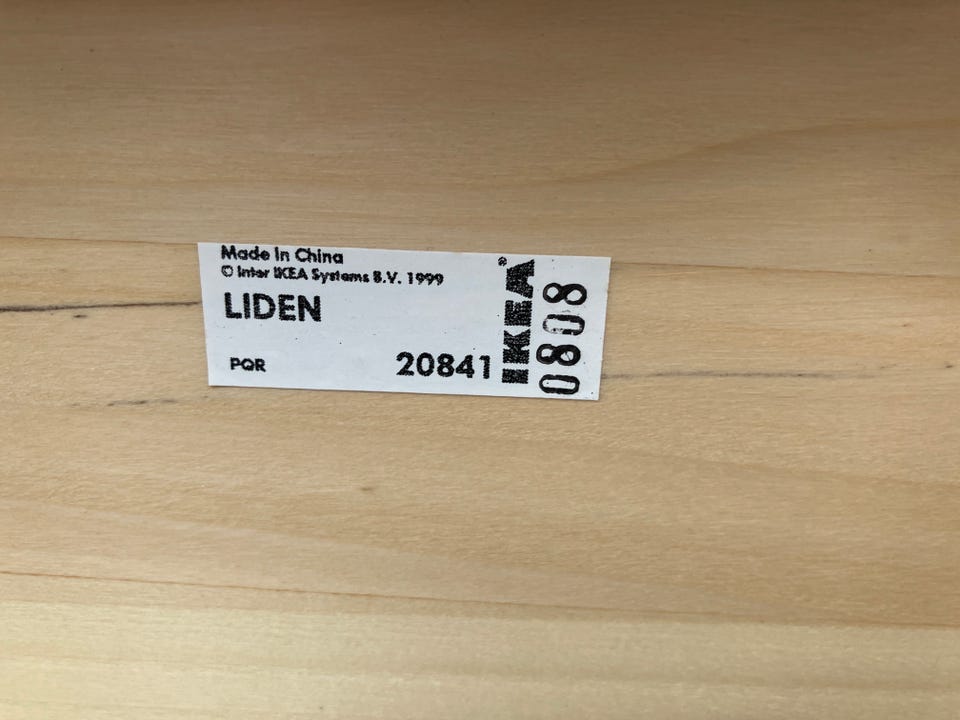 Made in China
© Inter IKEA Systems B.V. 1999
LIDEN
PQR
20841
IKEA®
0808